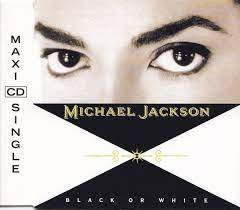 MAXI CD SINGLE
MICHAEL JACKSON
BLACK OR WHITE